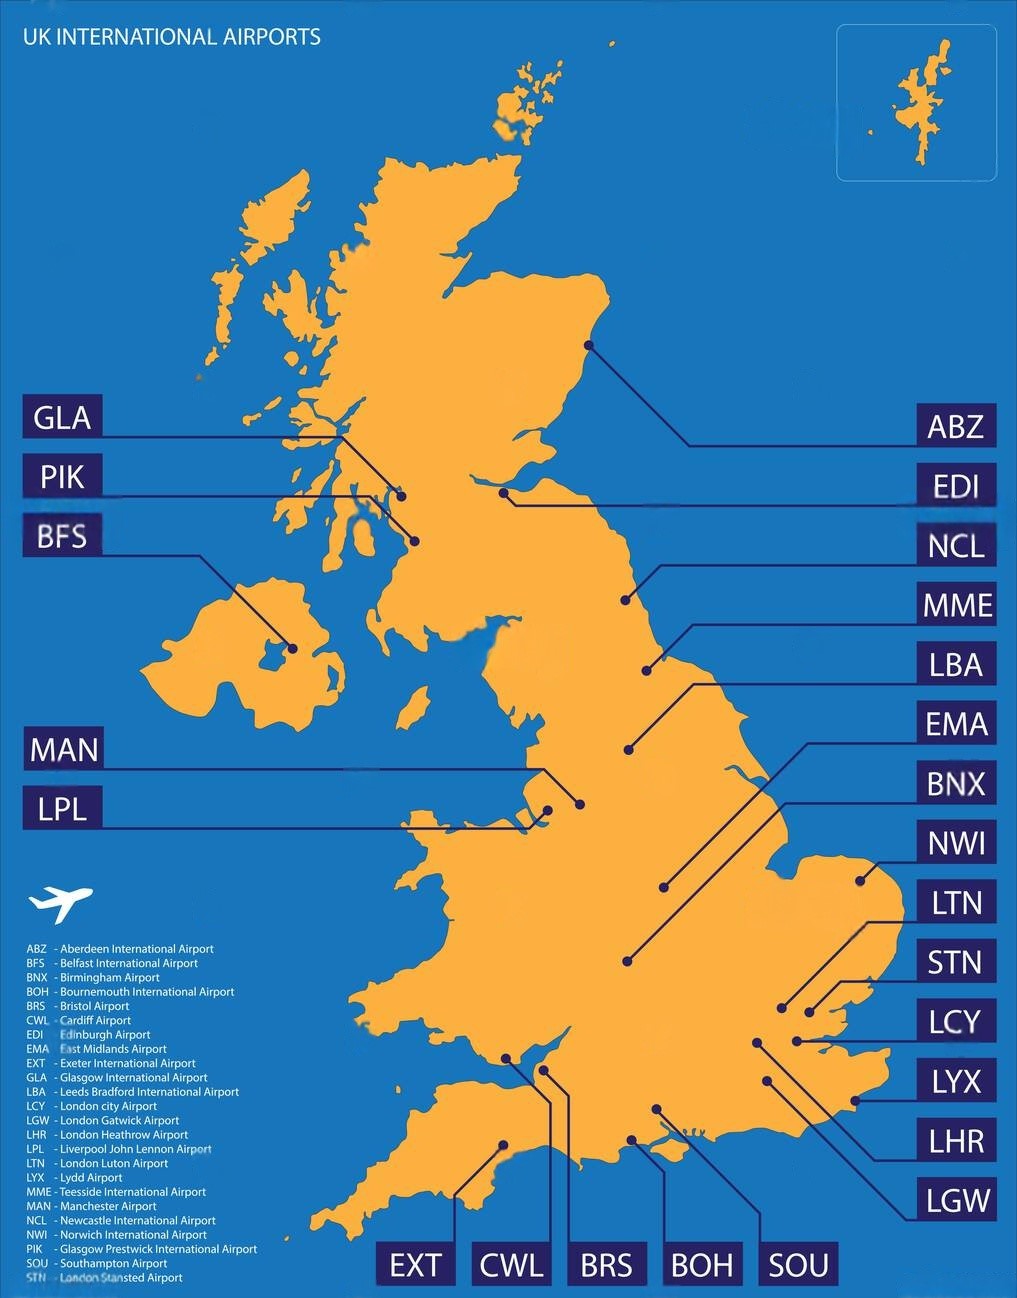 UK INTERNATIONAL AIRPORTS
GLA
PIK
BFS
MAN
LPL
ABZ
EDI
NCL
MME
LBA
EMA
BNX
NWI
LTN
STN
LCY
LYX
LHR
LGW
EXT
CWL
BRS
BOH
SOU
ABZ - Aberdeen International Airport
BFS - Belfast International Airport
BNX - Birmingham Airport
BOH - Bournemouth International Airport
BRS - Bristol Airport
CWL - Cardiff Airport
EDI - Edinburgh Airport
EMA - East Midlands Airport
EXT - Exeter International Airport
GLA - Glasgow International Airport
LBA - Leeds Bradford International Airport
LCY - London city Airport
LGW - London Gatwick Airport
LHR - London Heathrow Airport
LPL - Liverpool John Lennon Airport
LTN - London Luton Airport
LYX - Lydd Airport
MME - Teesside International Airport
MAN - Manchester Airport
NCL - Newcastle International Airport
NWI - Norwich International Airport
PIK - Glasgow Prestwick International Airport
SOU - Southampton Airport
STN - London Stansted Airport